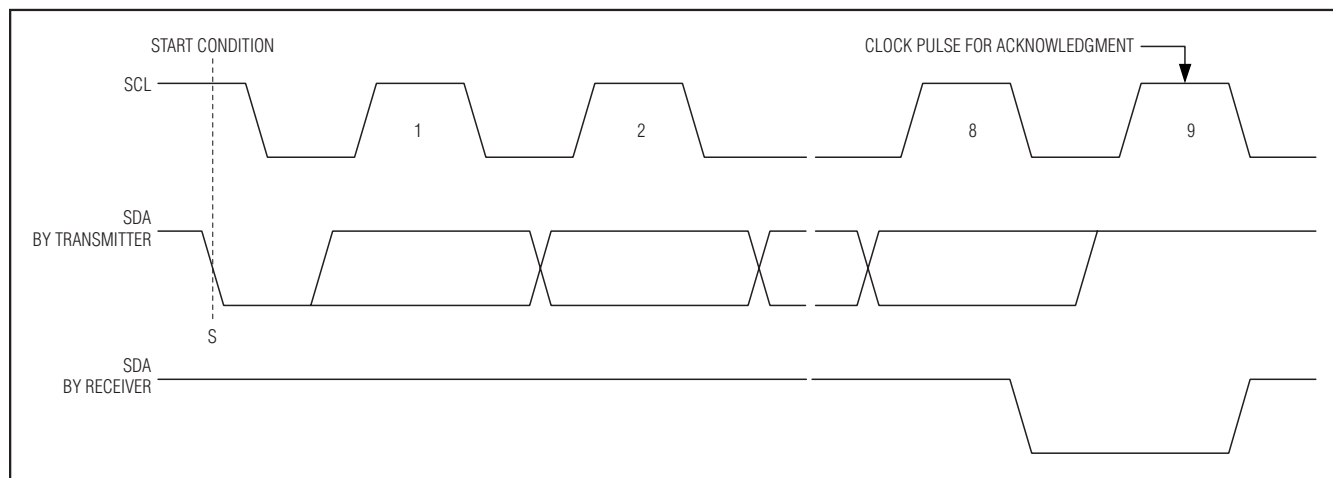 START CONDITION
CLOCK PULSE FOR ACKNOWLEDGMENT
SCL
1
2
8
9
SDA
BY TRANSMITTER
S
SDA
BY RECEIVER